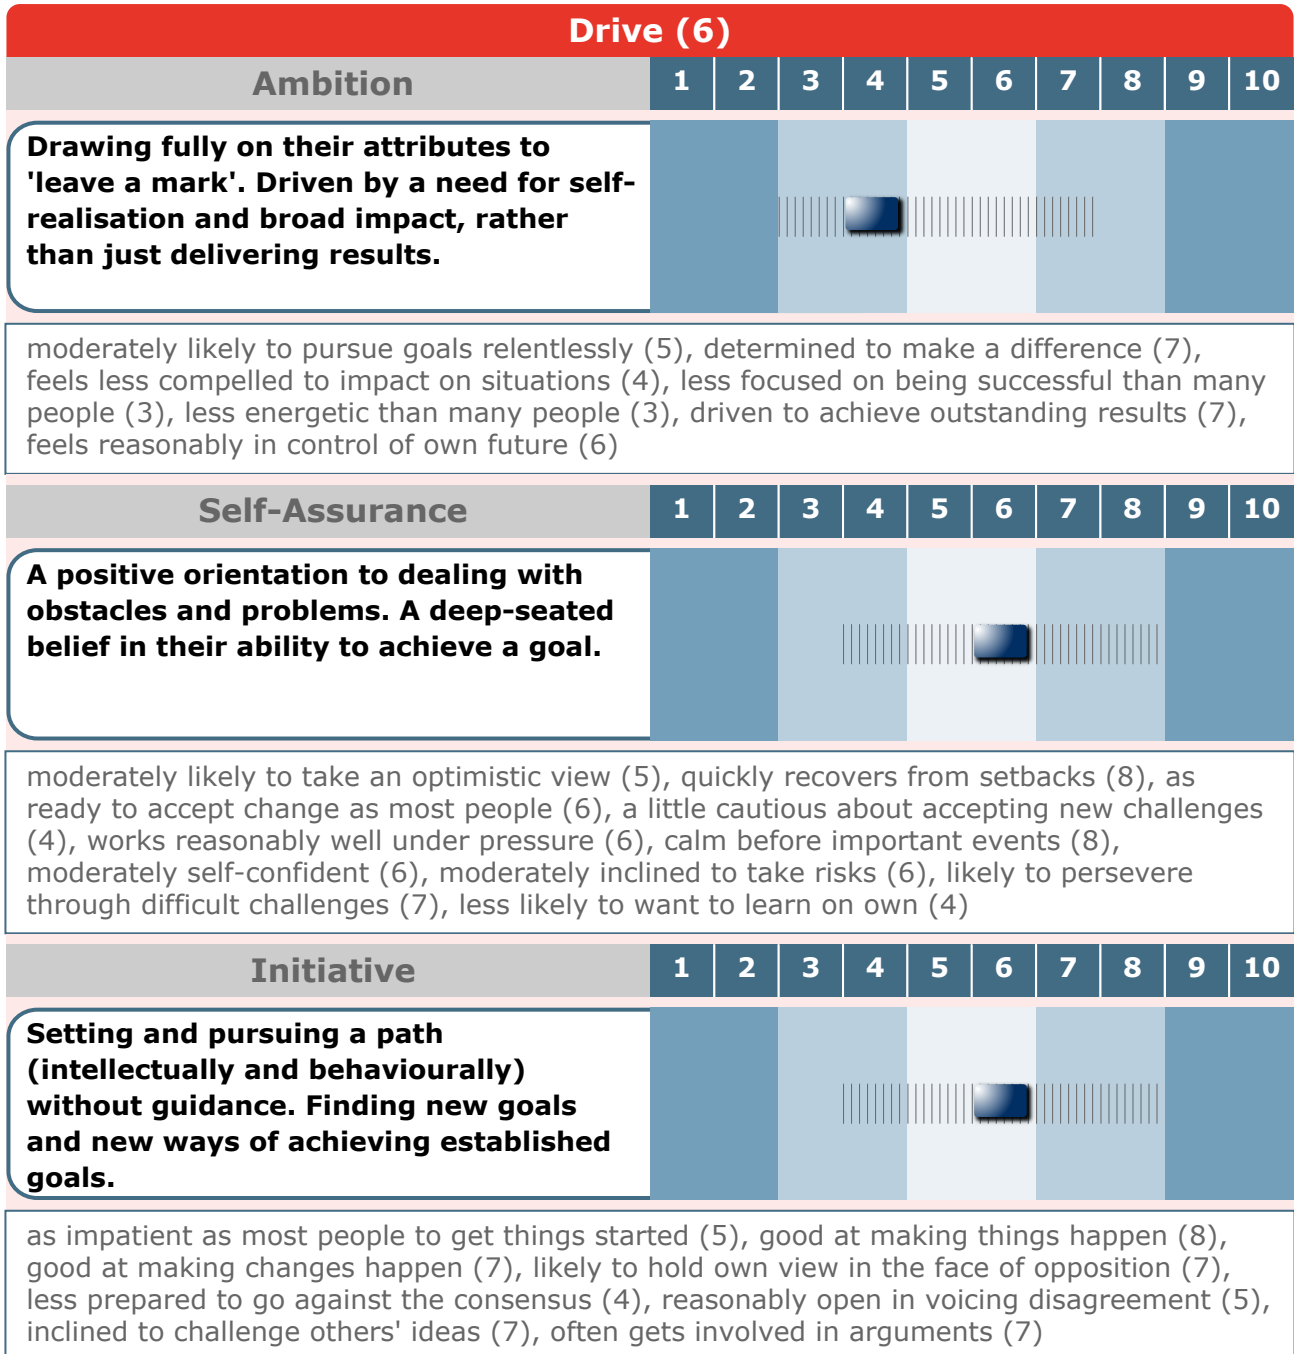 Drive (6)
Ambition 1 2 3 4 5 6 7 8 9 10
Drawing fully on their attributes to
'leave a mark'. Driven by a need for self-
realisation and broad impact, rather
than just delivering results.
moderately likely to pursue goals relentlessly (5), determined to make a difference (7),
feels less compelled to impact on situations (4), less focused on being successful than many
people (3), less energetic than many people (3), driven to achieve outstanding results (7),
feels reasonably in control of own future (6)
Self-Assurance 1 2 3 4 5 6 7 8 9 10
A positive orientation to dealing with
obstacles and problems. A deep-seated
belief in their ability to achieve a goal.
moderately likely to take an optimistic view (5), quickly recovers from setbacks (8), as
ready to accept change as most people (6), a little cautious about accepting new challenges
(4), works reasonably well under pressure (6), calm before important events (8),
moderately self-confident (6), moderately inclined to take risks (6), likely to persevere
through difficult challenges (7), less likely to want to learn on own (4)
Initiative 1 2 3 4 5 6 7 8 9 10
Setting and pursuing a path
(intellectually and behaviourally)
without guidance. Finding new goals
and new ways of achieving established
goals.
as impatient as most people to get things started (5), good at making things happen (8),
good at making changes happen (7), likely to hold own view in the face of opposition (7),
less prepared to go against the consensus (4), reasonably open in voicing disagreement (5),
inclined to challenge others' ideas (7), often gets involved in arguments (7)